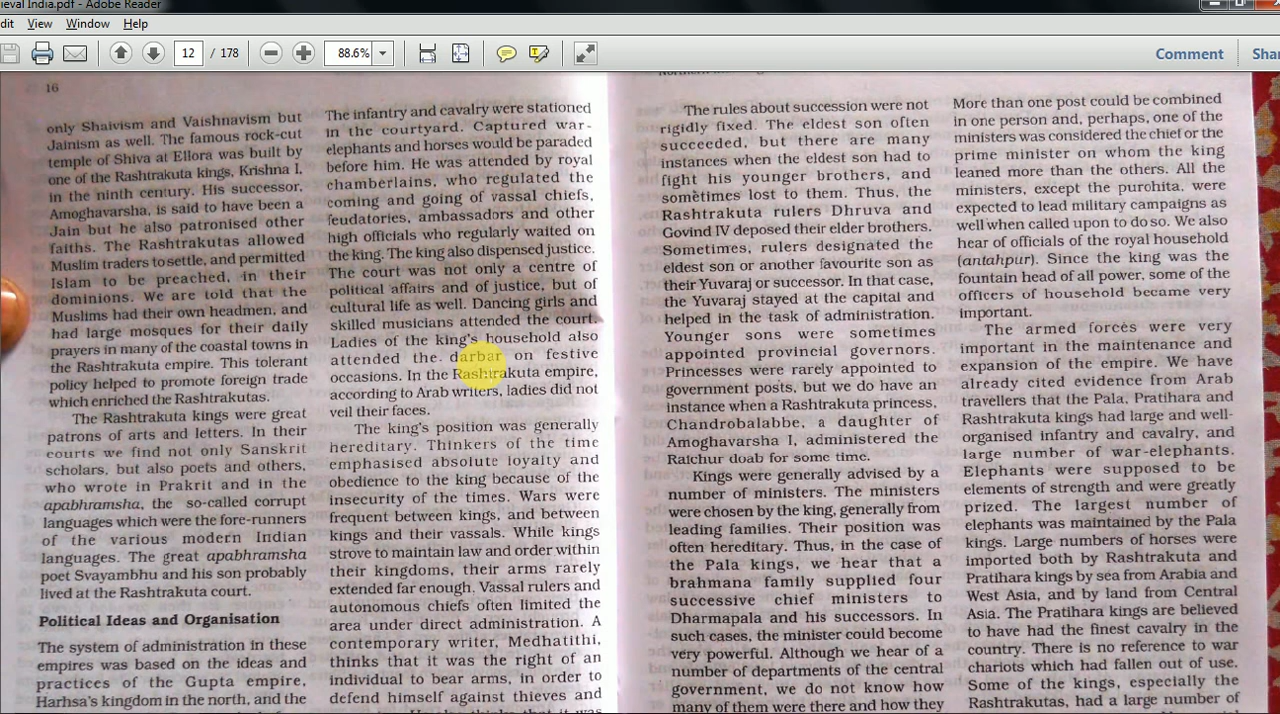 ieval India.pdf - Adobe Reader
dit View Window Help
12 / 178
88.6%
Comment
Shar
16
only Shaivism and Vaishnavism but
Jainism as well. The famous rock-cut
temple of Shiva at Ellora was built by
one of the Rashtrakuta kings, Krishna I,
in the ninth century. His successor,
Amoghavarsha, is said to have been a
Jain but he also patronised other
faiths. The Rashtrakutas allowed
Muslim traders to settle, and permitted
Islam to be preached, in their
dominions. We are told that the
Muslims had their own headmen, and
had large mosques for their daily
prayers in many of the coastal towns in
the Rashtrakuta empire. This tolerant
policy helped to promote foreign trade
which enriched the Rashtrakutas.
The Rashtrakuta kings were great
patrons of arts and letters. In their
courts we find not only Sanskrit
scholars, but also poets and others,
who wrote in Prakrit and in the
apabhramsha, the so-called corrupt
languages which were the fore-runners
of the various modern Indian
languages. The great apabhramsha
poet Svayambhu and his son probably
lived at the Rashtrakuta court.
Political Ideas and Organisation
The system of administration in these
empires was based on the ideas and
practices of the Gupta empire,
Harhsa's kingdom in the north, and the
The infantry and cavalry were stationed
in the courtyard. Captured war-
elephants and horses would be paraded
before him. He was attended by royal
chamberlains, who regulated the
coming and going of vassal chiefs,
feudatories, ambassadors and other
high officials who regularly waited on
the king. The king also dispensed justice.
The court was not only a centre of
political affairs and of justice, but of
cultural life as well. Dancing girls and
skilled musicians attended the court.
Ladies of the king's household also
attended the darbar on festive
occasions. In the Rashtrakuta empire,
according to Arab writers, ladies did not
veil their faces.
The king's position was generally
hereditary. Thinkers of the time
emphasised absolute loyalty and
obedience to the king because of the
insecurity of the times. Wars were
frequent between kings, and between
kings and their vassals. While kings
strove to maintain law and order within
their kingdoms, their arms rarely
extended far enough. Vassal rulers and
autonomous chiefs often limited the
area under direct administration. A
contemporary writer, Medhatithi,
thinks that it was the right of an
individual to bear arms, in order to
defend himself against thieves and
The rules about succession were not
rigidly fixed. The eldest son often
succeeded, but there are many
instances when the eldest son had to
fight his younger brothers, and
sometimes lost to them. Thus, the
Rashtrakuta rulers Dhruva and
Govind IV deposed their elder brothers.
Sometimes, rulers designated the
eldest son or another favourite son as
their Yuvaraj or successor. In that case,
the Yuvaraj stayed at the capital and
helped in the task of administration.
Younger sons were sometimes
appointed provincial governors.
Princesses were rarely appointed to
government posts, but we do have an
instance when a Rashtrakuta princess,
Chandrobalabbe, a daughter of
Amoghavarsha I, administered the
Raichur doab for some time.
Kings were generally advised by a
number of ministers. The ministers
were chosen by the king, generally from
leading families. Their position was
often hereditary. Thus, in the case of
the Pala kings, we hear that a
brahmana family supplied four
successive chief ministers to
Dharmapala and his successors. In
such cases, the minister could become
very powerful. Although we hear of a
number of departments of the central
government, we do not know how
many of them were there and how they
More than one post could be combined
in one person and, perhaps, one of the
ministers was considered the chief or the
prime minister on whom the king
leaned more than the others. All the
ministers, except the purohita, were
expected to lead military campaigns as
well when called upon to do so. We also
hear of officials of the royal household
(antahpur). Since the king was the
fountain head of all power, some of the
officers of household became very
important.
The armed forces were very
important in the maintenance and
expansion of the empire. We have
already cited evidence from Arab
travellers that the Pala, Pratihara and
Rashtrakuta kings had large and well-
organised infantry and cavalry, and
large number of war-elephants.
Elephants were supposed to be
elements of strength and were greatly
prized. The largest number of
elephants was maintained by the Pala
kings. Large numbers of horses were
imported both by Rashtrakuta and
Pratihara kings by sea from Arabia and
West Asia, and by land from Central
Asia. The Pratihara kings are believed
to have had the finest cavalry in the
country. There is no reference to war
chariots which had fallen out of use.
Some of the kings, especially the
Rashtrakutas, had a large number of